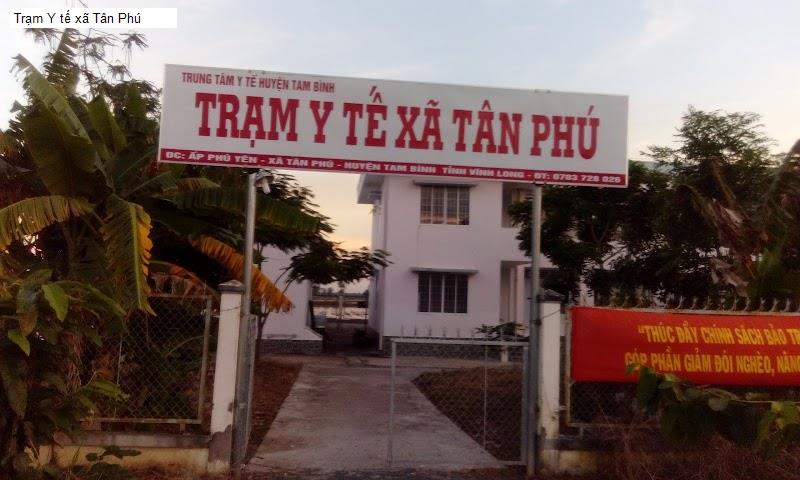 Trạm Y tế xã Tân Phú
TRUNG TÂM Y TẾ HUYỆN TAM BÌNH
TRẠM Y TẾ XÃ TÂN PHÚ
ĐC: ẤP PHÚ YÊN - XÃ TÂN PHÚ - HUYỆN TAM BÌNH TỈNH VĨNH LONG - ĐT: 0703 728 026
"THÚC ĐẨY CHÍNH SÁCH BẢO TR
GÓP PHẦN GIẢM ĐÓI NGHÈO, NÂNG